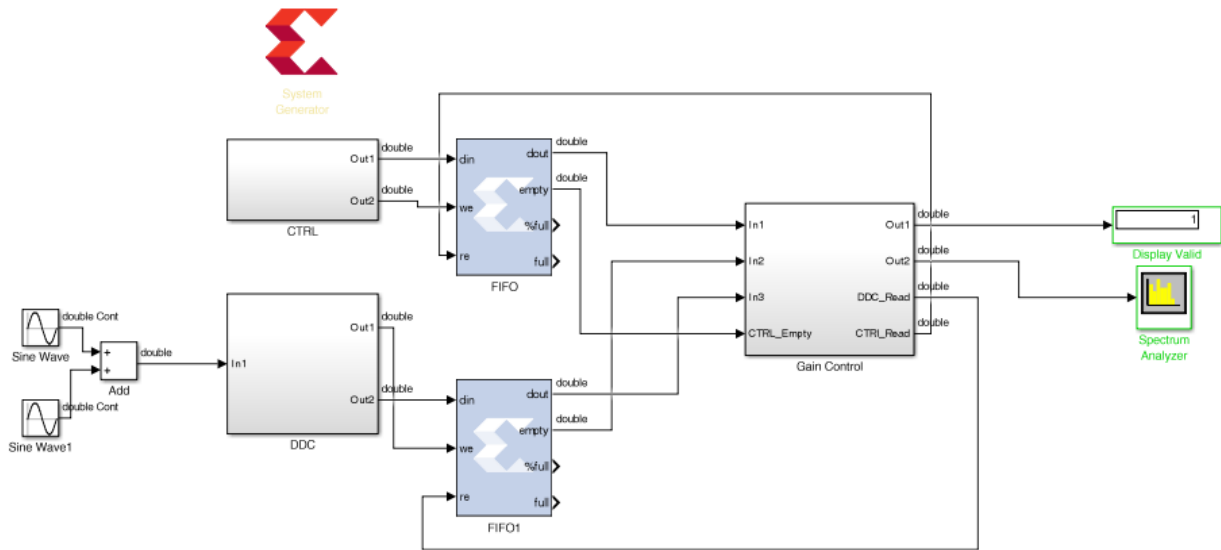 System
Generator
double
Out1
double
Out2
CTRL
din
we
re
double
dout
double
empty
%full
full
FIFO
In1
In2
In3
CTRL_Empty
double
Out1
double
Out2
double
DDC_Read
CTRl_Read
double
Gain Control
1
Display Valid
Spectrum
Analyzer
double Cont
Sine Wave
double Cont
Sine Wave1
+
+
Add
double
In1
Out1
double
Out2
double
DDC
din
we
re
dout
double
empty
double
%full
full
FIFO1